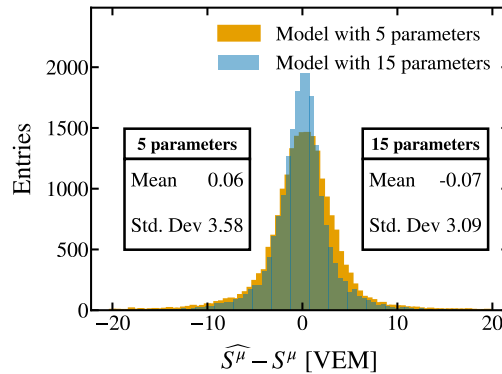 Model with 5 parameters
Model with 15 parameters
2000
1500
1000
500
0
Entries
5 parameters
Mean 0.06
Std. Dev 3.58
15 parameters
Mean -0.07
Std. Dev 3.09
−20 −10 0 10 20
$\widehat{S^{\mu}} - S^{\mu}$ [VEM]